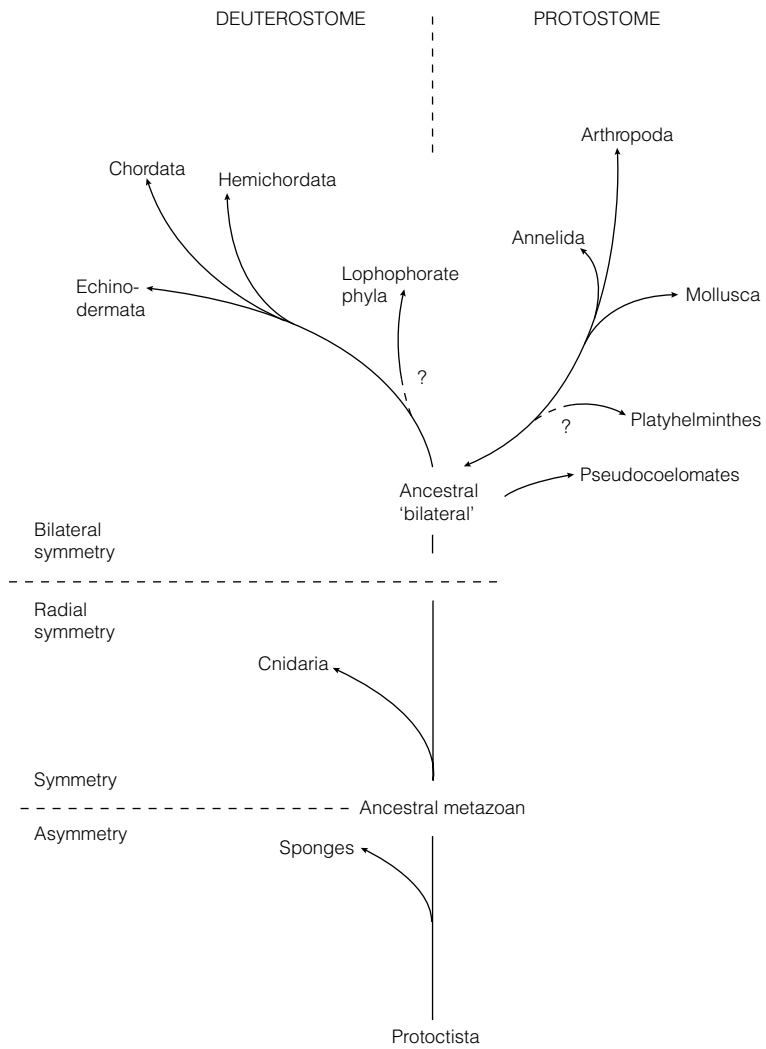 DEUTEROSTOME
PROTOSTOME
Arthropoda
Chordata
Hemichordata
Annelida
Lophophorate
phyla
Echino-
dermata
Mollusca
?
Platyhelminthes
?
Pseudocoelomates
Ancestral
‘bilateral’
Bilateral
symmetry
Radial
symmetry
Cnidaria
Symmetry
Ancestral metazoan
Asymmetry
Sponges
Protoctista